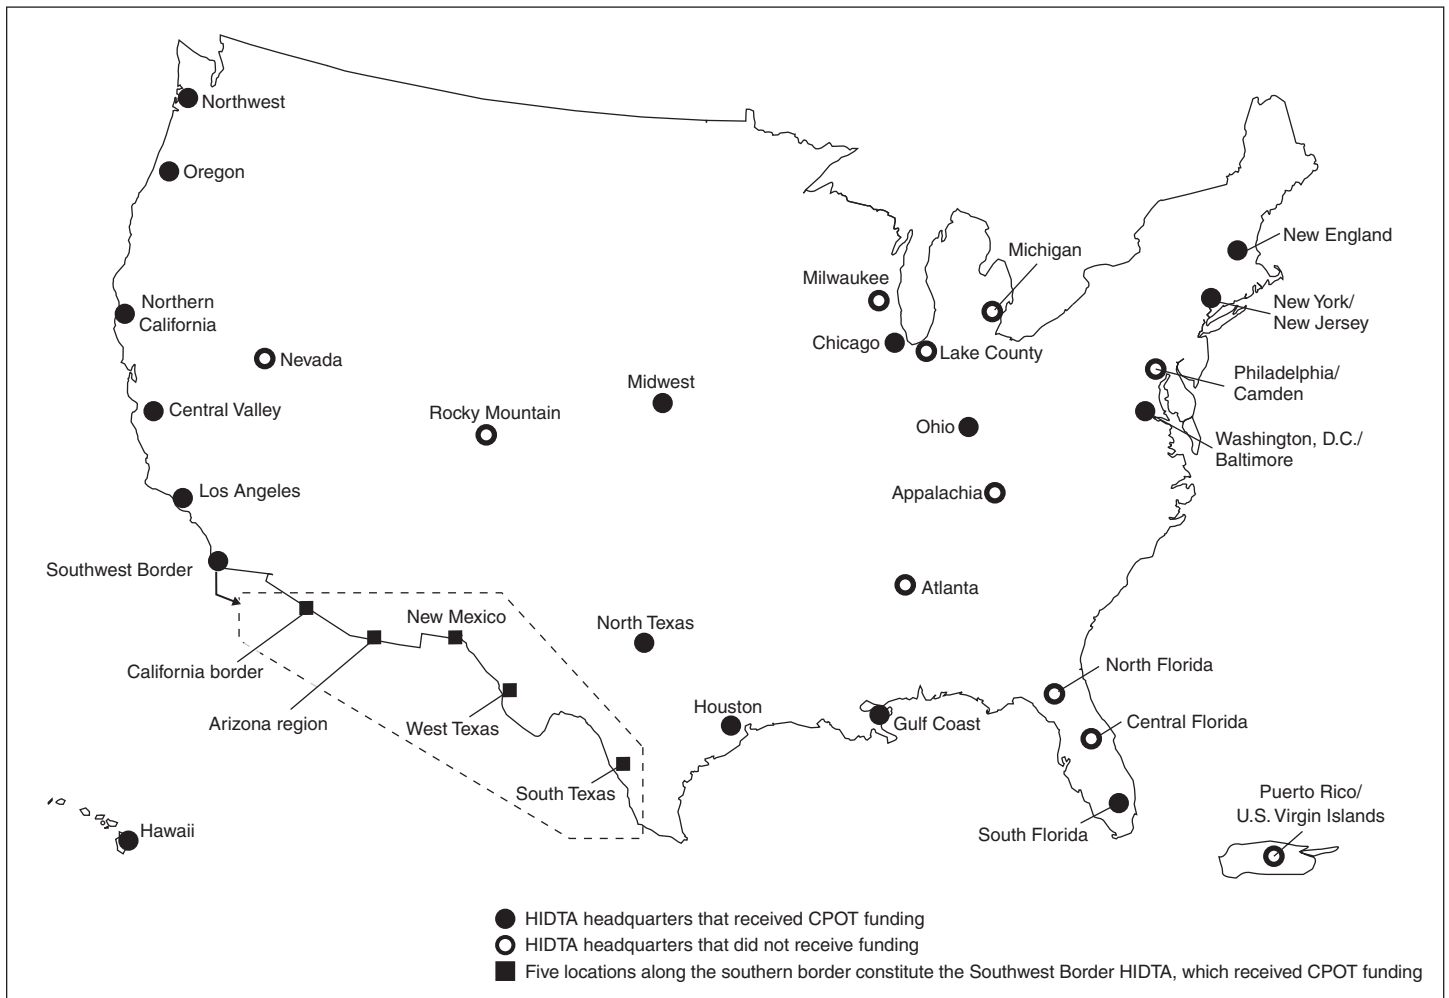 Northwest
Oregon
New England
Michigan
Milwaukee
Northern
California
New York/
New Jersey
Chicago
Lake County
Nevada
Philadelphia/
Camden
Midwest
Rocky Mountain
Central Valley
Ohio
Washington, D.C./
Baltimore
Los Angeles
Appalachia
Southwest Border
Atlanta
New Mexico
North Texas
California border
North Florida
Arizona region
West Texas
Houston
Gulf Coast
Central Florida
South Texas
Puerto Rico/
U.S. Virgin Islands
Hawaii
South Florida
HIDTA headquarters that received CPOT funding
HIDTA headquarters that did not receive funding
Five locations along the southern border constitute the Southwest Border HIDTA, which received CPOT funding